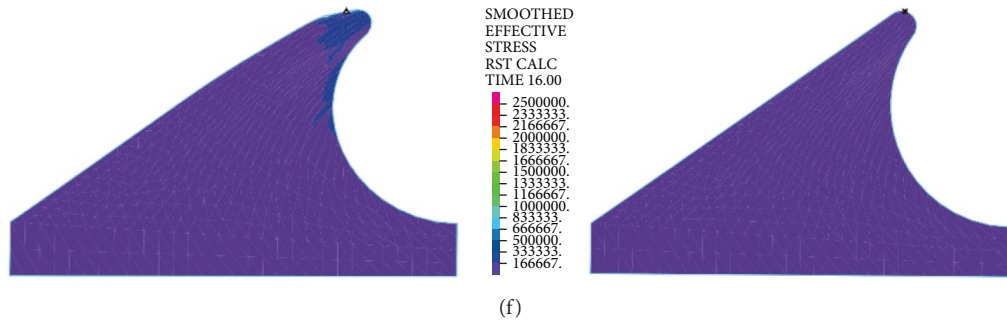 SMOOTHED
EFFECTIVE
STRESS
RST CALC
TIME 16.00
2500000.
2333333.
2166667.
2000000.
1833333.
1666667.
1500000.
1333333.
1166667.
1000000.
833333.
666667.
500000.
333333.
166667.
(f)